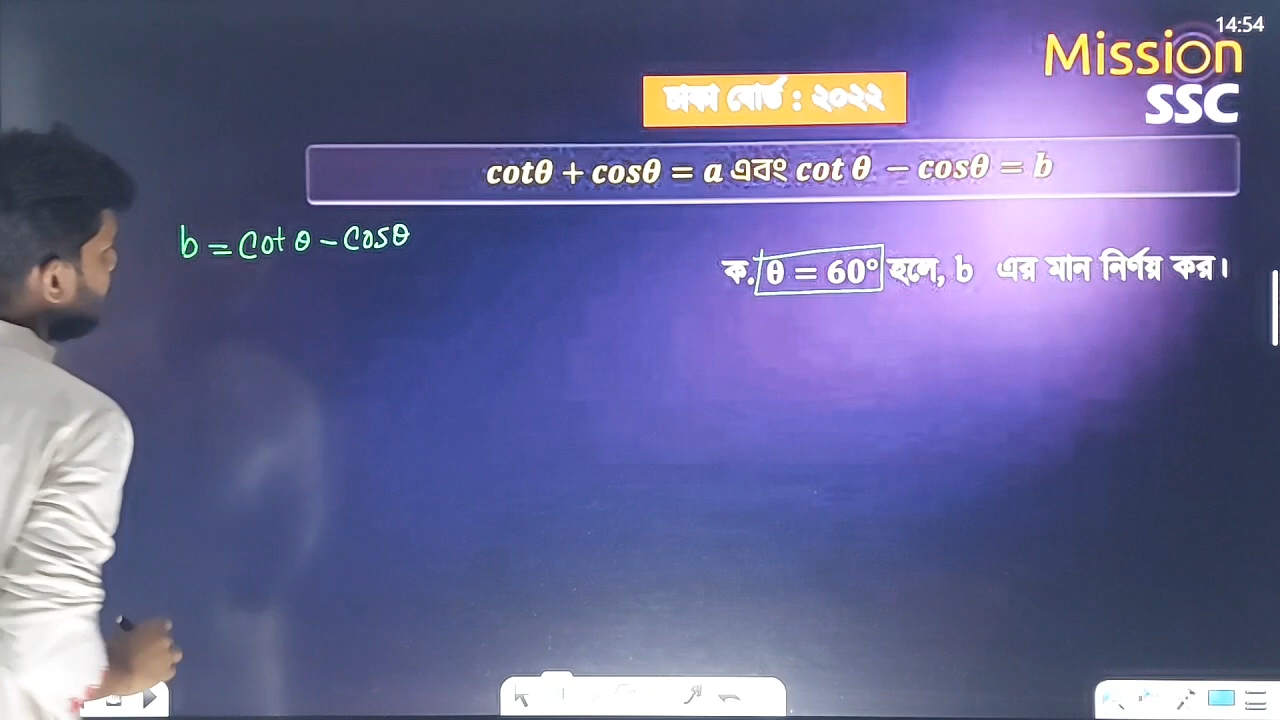 14:54
Mission
SSC
ঢাকা বোর্ড : ২০২২
cotθ + cosθ = a এবং cot θ − cosθ = b
b = cot θ − cosθ
ক. θ = 60° হলে, b এর মান নির্ণয় কর।